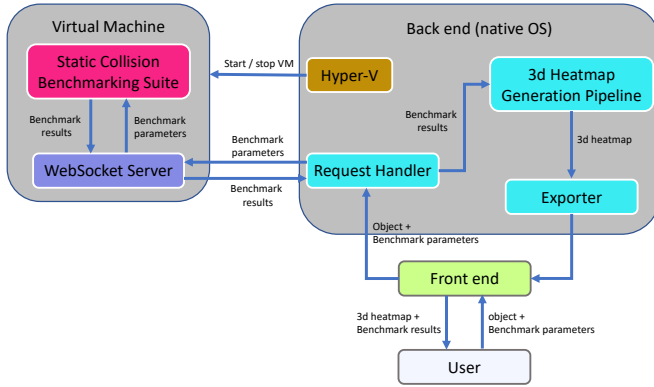 Virtual Machine
Static Collision
Benchmarking Suite
Benchmark
results
Benchmark
parameters
WebSocket Server
Start / stop VM
Back end (native OS)
Hyper-V
3d Heatmap
Generation Pipeline
Benchmark
results
3d heatmap
Benchmark
parameters
Request Handler
Benchmark
results
Exporter
Object +
Benchmark parameters
Front end
3d heatmap +
Benchmark results
object +
Benchmark parameters
User